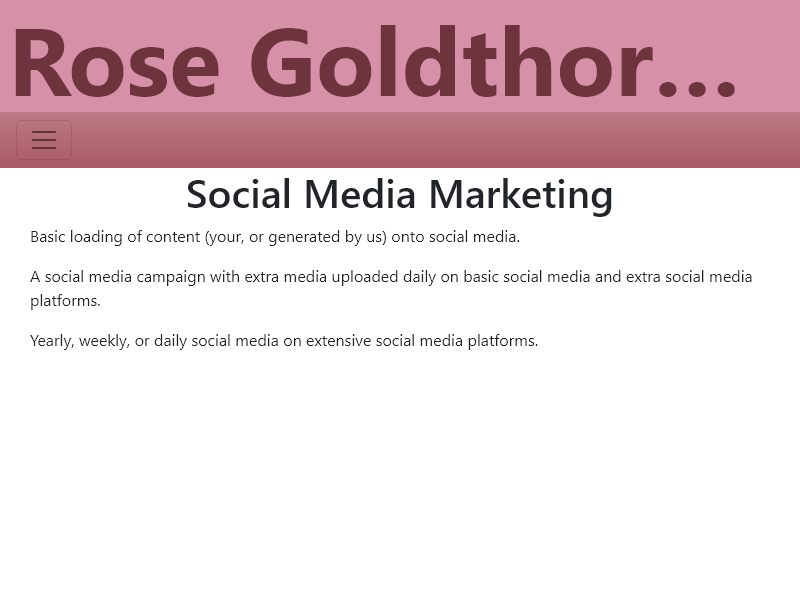 Rose Goldthor...
Social Media Marketing
Basic loading of content (your, or generated by us) onto social media.
A social media campaign with extra media uploaded daily on basic social media and extra social media
platforms.
Yearly, weekly, or daily social media on extensive social media platforms.